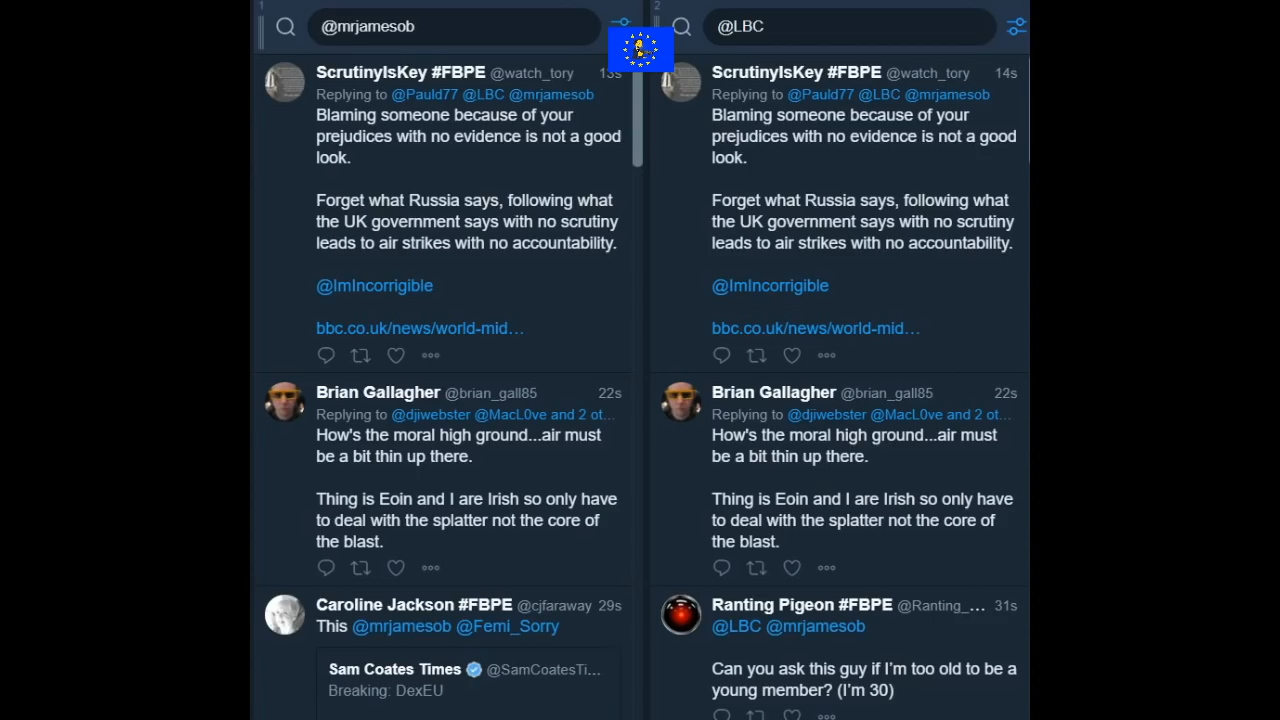 1
@mrjamesob
ScrutinyIsKey #FBPE @watch_tory 13s
Replying to @Pauld77 @LBC @mrjamesob
Blaming someone because of your
prejudices with no evidence is not a good
look.
Forget what Russia says, following what
the UK government says with no scrutiny
leads to air strikes with no accountability.
@ImIncorrigible
bbc.co.uk/news/world-mid…
Brian Gallagher @brian_gall85 22s
Replying to @djiwebster @MacL0ve and 2 ot…
How's the moral high ground...air must
be a bit thin up there.
Thing is Eoin and I are Irish so only have
to deal with the splatter not the core of
the blast.
Caroline Jackson #FBPE @cjfaraway 29s
This @mrjamesob @Femi_Sorry
Sam Coates Times @SamCoatesTi…
Breaking: DexEU
2
@LBC
ScrutinyIsKey #FBPE @watch_tory 14s
Replying to @Pauld77 @LBC @mrjamesob
Blaming someone because of your
prejudices with no evidence is not a good
look.
Forget what Russia says, following what
the UK government says with no scrutiny
leads to air strikes with no accountability.
@ImIncorrigible
bbc.co.uk/news/world-mid…
Brian Gallagher @brian_gall85 22s
Replying to @djiwebster @MacL0ve and 2 ot…
How's the moral high ground...air must
be a bit thin up there.
Thing is Eoin and I are Irish so only have
to deal with the splatter not the core of
the blast.
Ranting Pigeon #FBPE @Ranting_… 31s
@LBC @mrjamesob
Can you ask this guy if I'm too old to be a
young member? (I'm 30)